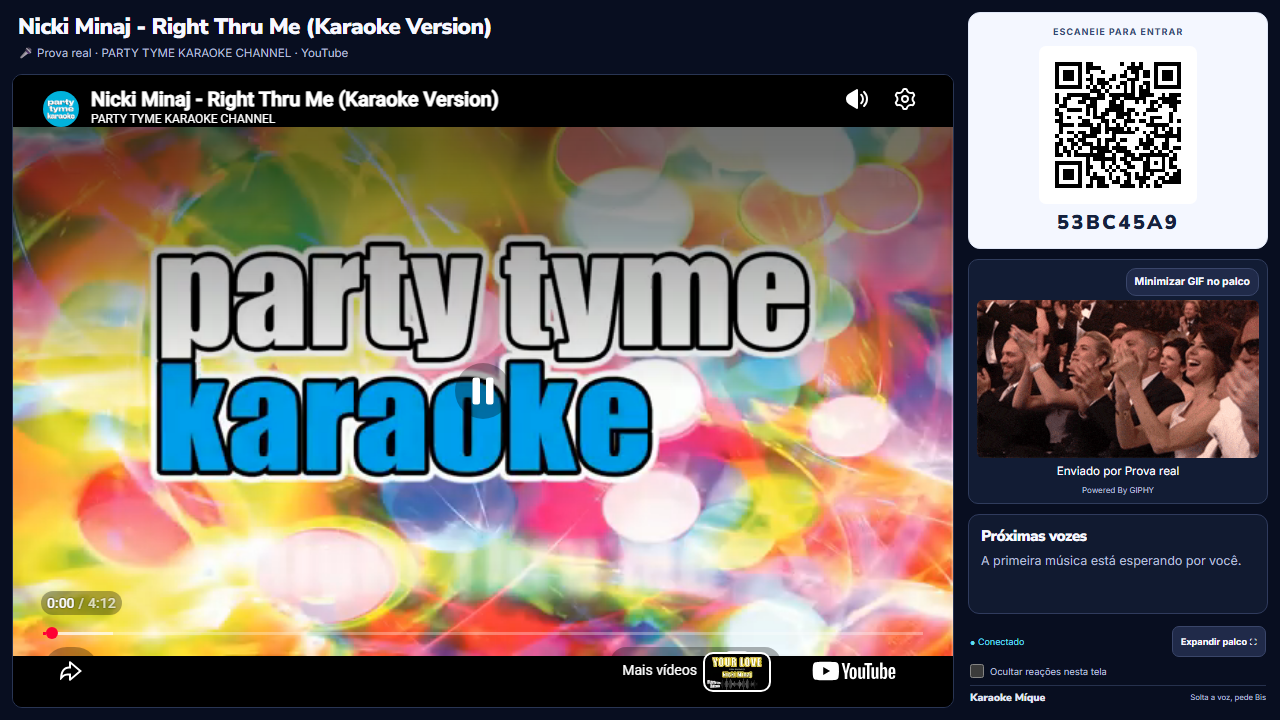 Nicki Minaj - Right Thru Me (Karaoke Version)
🎤 Prova real · PARTY TYME KARAOKE CHANNEL · YouTube
party tyme karaoke
Nicki Minaj - Right Thru Me (Karaoke Version)
PARTY TYME KARAOKE CHANNEL
party tyme
karaoke
0:00 / 4:12
Mais vídeos
YOUR LOVE
YouTube
ESCANEIE PARA ENTRAR
53BC45A9
Minimizar GIF no palco
Enviado por Prova real
Powered By GIPHY
Próximas vozes
A primeira música está esperando por você.
● Conectado
Expandir palco ⛶
Ocultar reações nesta tela
Karaoke Míque
Solta a voz, pede Bis